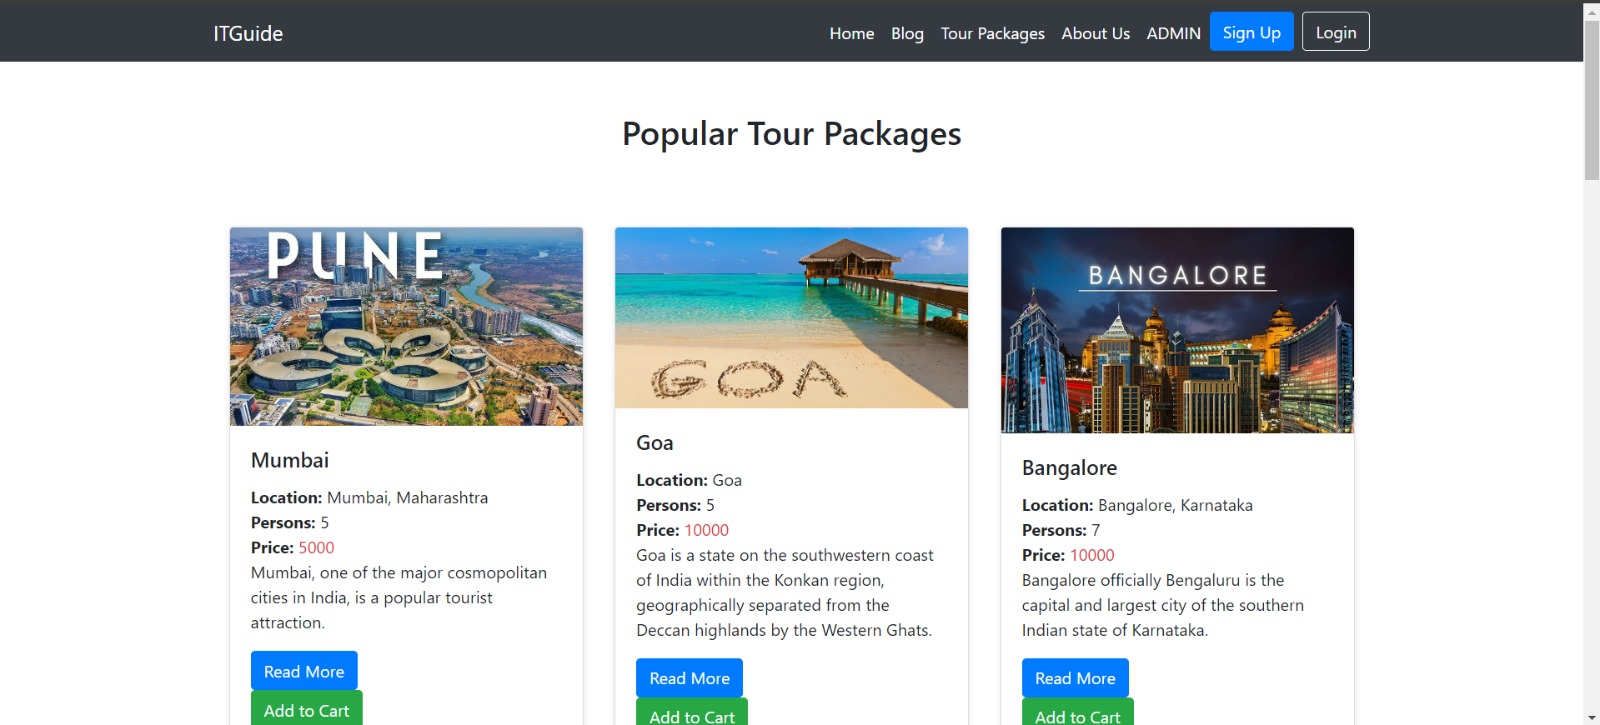 ITGuide
Home Blog Tour Packages About Us ADMIN Sign Up Login
Popular Tour Packages
PUNE
Mumbai
Location: Mumbai, Maharashtra
Persons: 5
Price: 5000
Mumbai, one of the major cosmopolitan
cities in India, is a popular tourist
attraction.
Read More
Add to Cart
GOA
Goa
Location: Goa
Persons: 5
Price: 10000
Goa is a state on the southwestern coast
of India within the Konkan region,
geographically separated from the
Deccan highlands by the Western Ghats.
Read More
Add to Cart
BANGALORE
Bangalore
Location: Bangalore, Karnataka
Persons: 7
Price: 10000
Bangalore officially Bengaluru is the
capital and largest city of the southern
Indian state of Karnataka.
Read More
Add to Cart